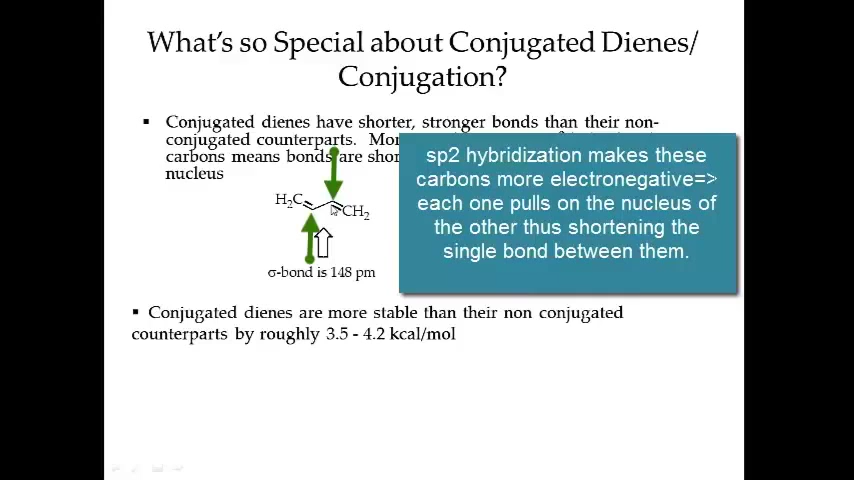 What's so Special about Conjugated Dienes/
Conjugation?
▪ Conjugated dienes have shorter, stronger bonds than their non-
conjugated counterparts. Mor
carbons means bonds are shor
nucleus
sp2 hybridization makes these
carbons more electronegative=>
each one pulls on the nucleus of
the other thus shortening the
single bond between them.
H₂C
CH₂
σ-bond is 148 pm
▪ Conjugated dienes are more stable than their non conjugated
counterparts by roughly 3.5 - 4.2 kcal/mol